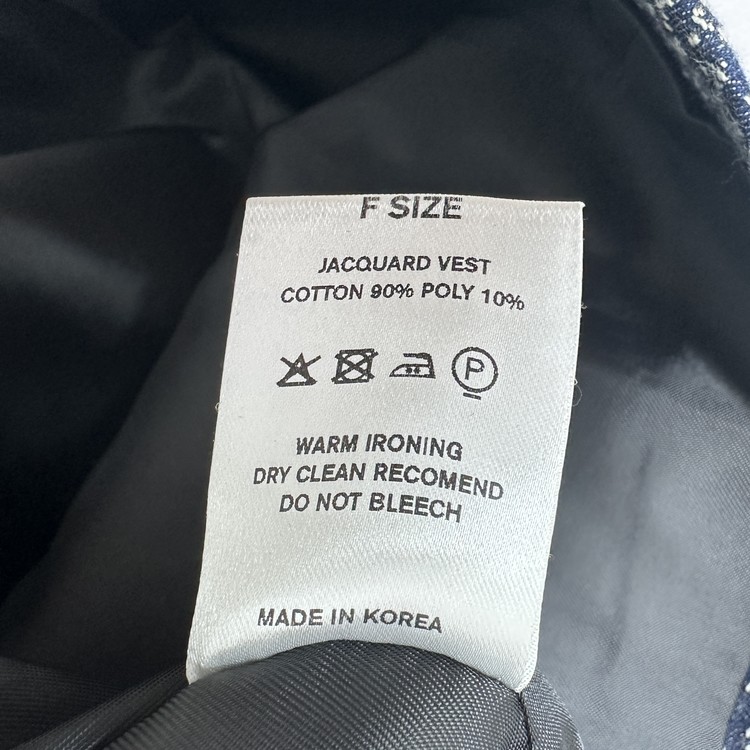 F SIZE
JACQUARD VEST
COTTON 90% POLY 10%
P
WARM IRONING
DRY CLEAN RECOMEND
DO NOT BLEECH
MADE IN KOREA